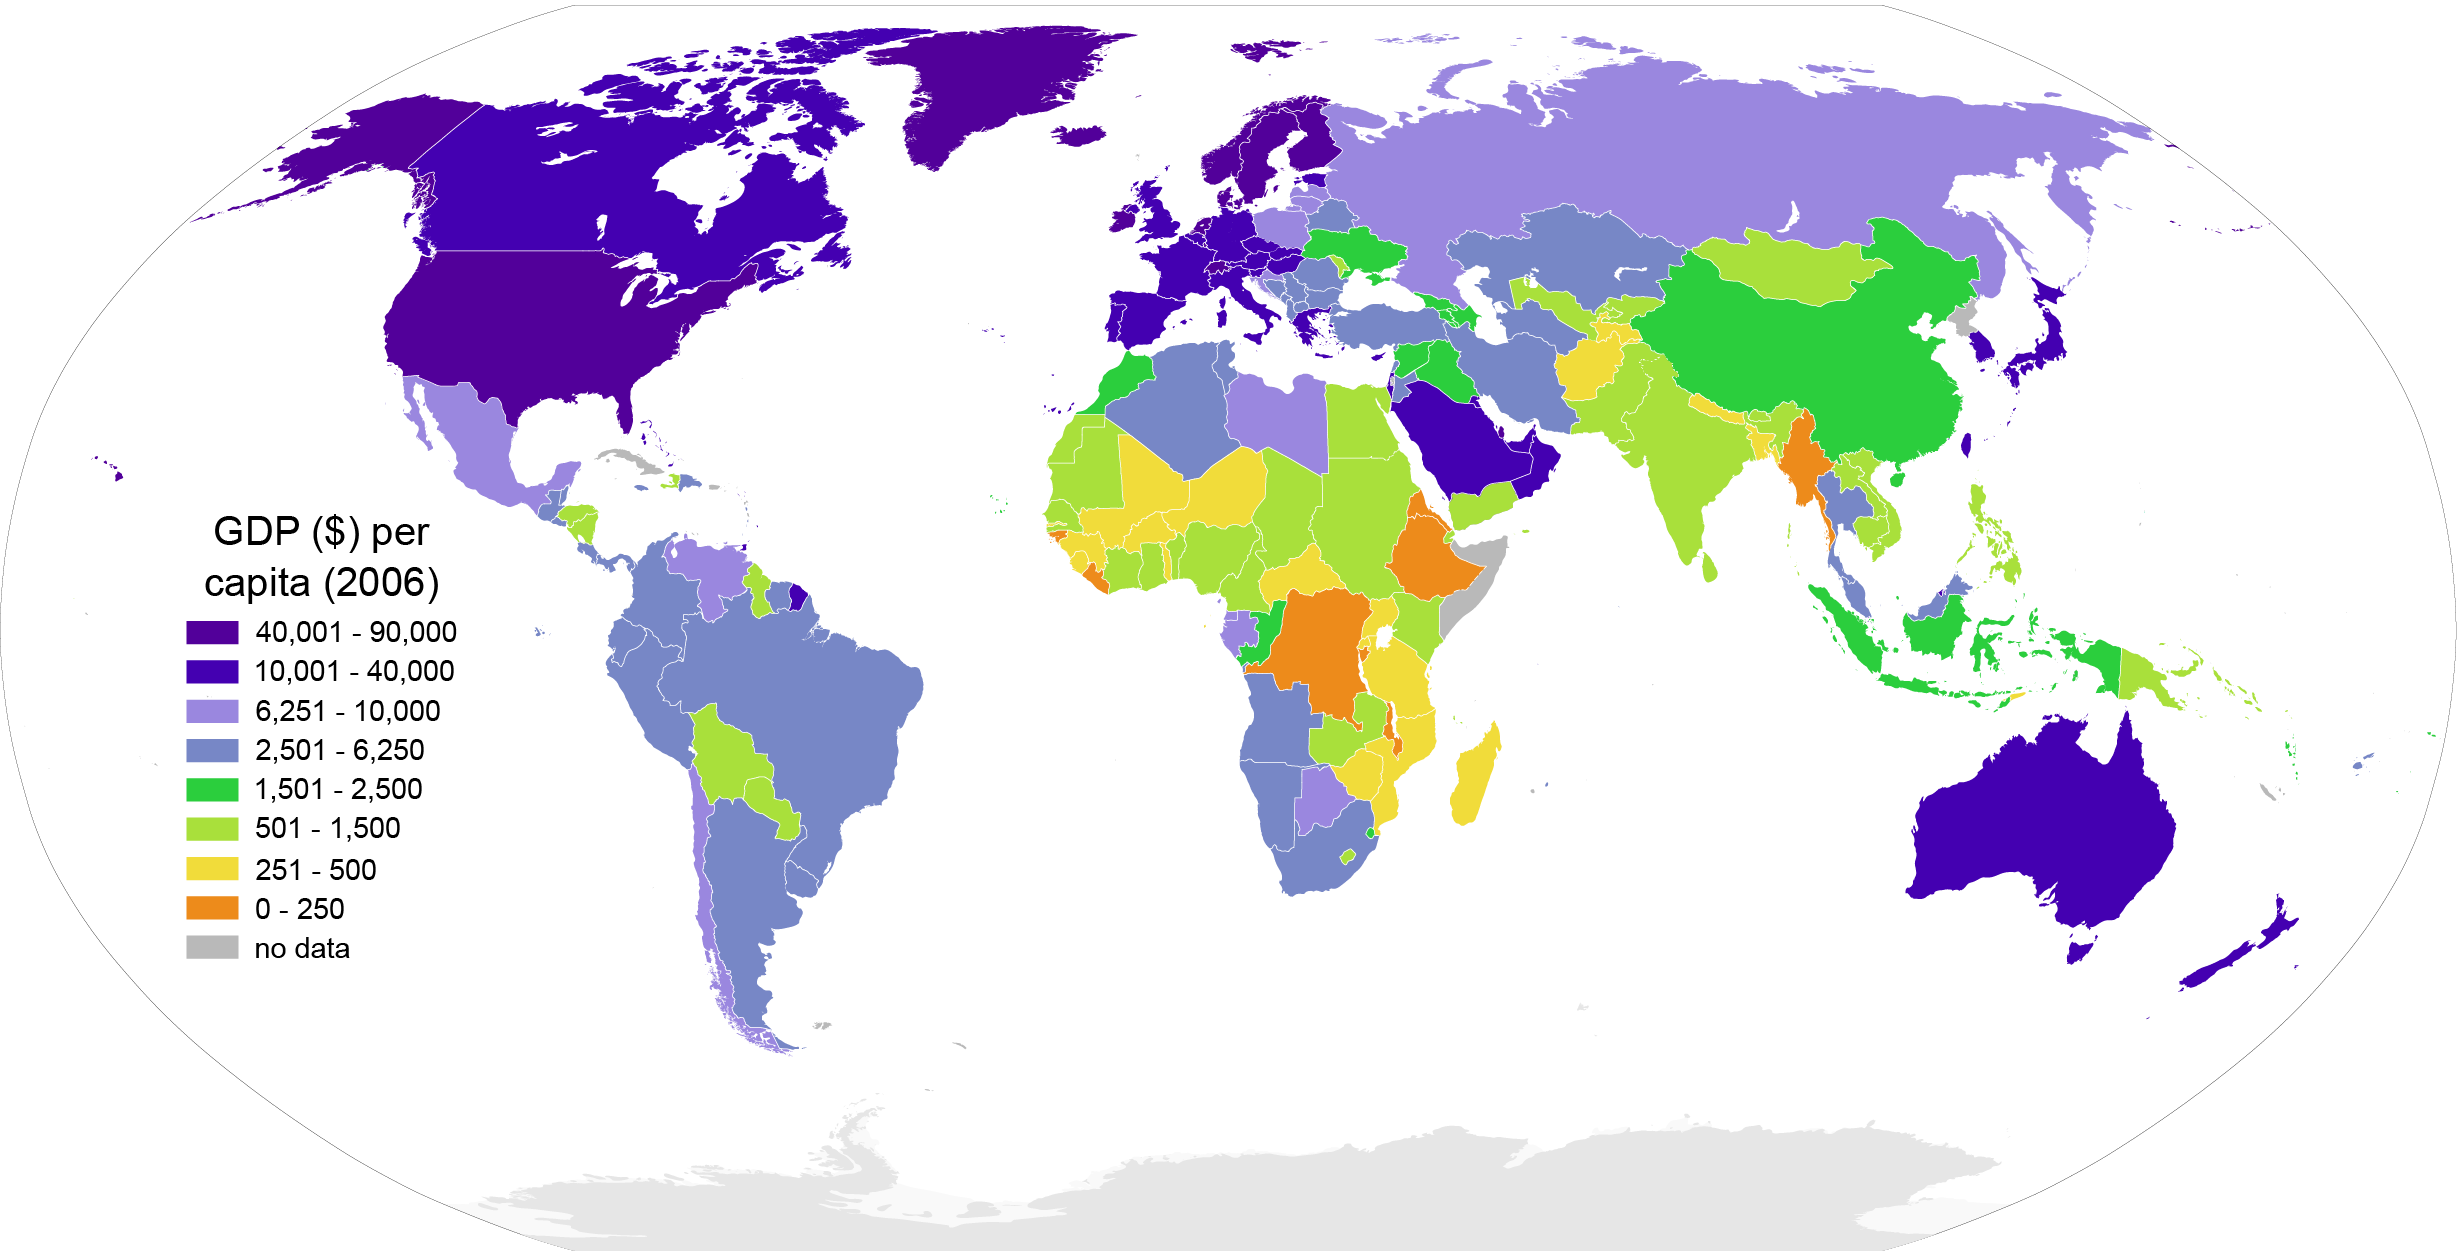 GDP ($) per
capita (2006)
40,001 - 90,000
10,001 - 40,000
6,251 - 10,000
2,501 - 6,250
1,501 - 2,500
501 - 1,500
251 - 500
0 - 250
no data